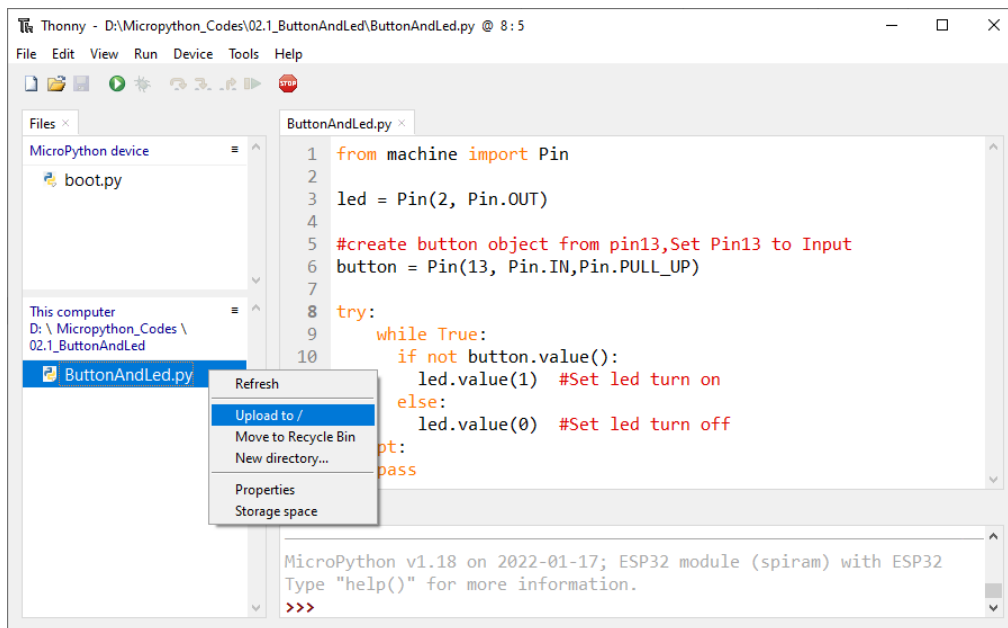 Thonny - D:\Micropython_Codes\02.1_ButtonAndLed\ButtonAndLed.py @ 8:5
File Edit View Run Device Tools Help
STOP
Files
MicroPython device
boot.py
This computer
D: \ Micropython_Codes \
02.1_ButtonAndLed
ButtonAndLed.py
Refresh
Upload to /
Move to Recycle Bin
New directory...
Properties
Storage space
ButtonAndLed.py
1 from machine import Pin
2
3 led = Pin(2, Pin.OUT)
4
5 #create button object from pin13,Set Pin13 to Input
6 button = Pin(13, Pin.IN,Pin.PULL_UP)
7
8 try:
9 while True:
10 if not button.value():
led.value(1) #Set led turn on
else:
led.value(0) #Set led turn off
pt:
pass
MicroPython v1.18 on 2022-01-17; ESP32 module (spiram) with ESP32
Type "help()" for more information.
>>>